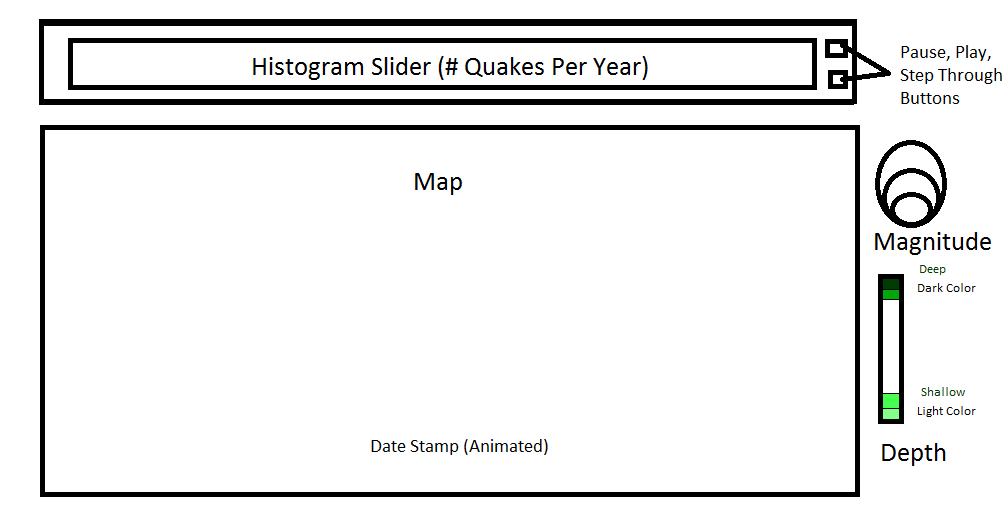 Histogram Slider (# Quakes Per Year)
Pause, Play,
Step Through
Buttons
Map
Magnitude
Deep
Dark Color
Shallow
Light Color
Date Stamp (Animated)
Depth